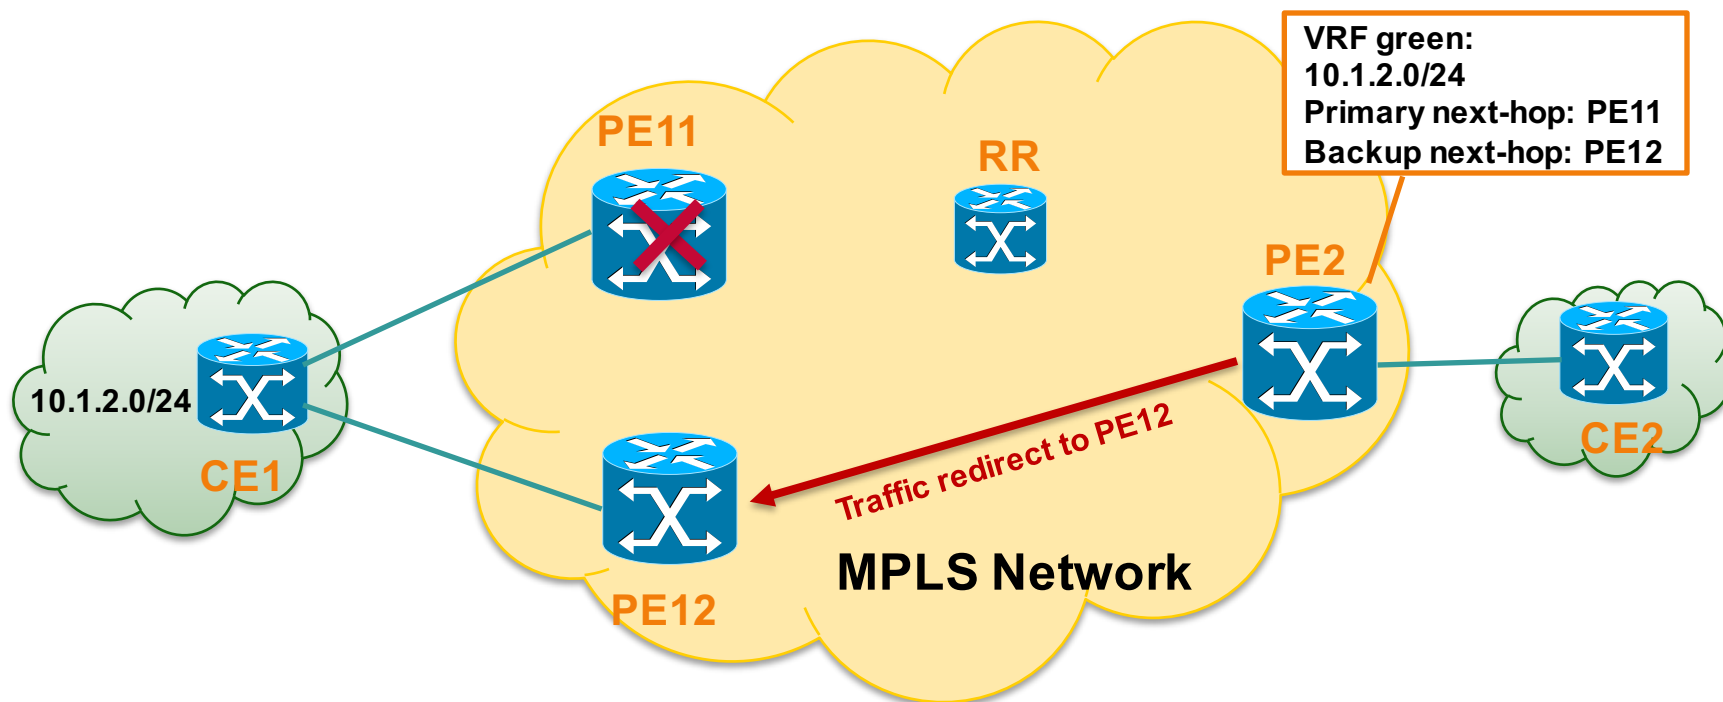 VRF green:
10.1.2.0/24
Primary next-hop: PE11
Backup next-hop: PE12
PE11
RR
PE2
10.1.2.0/24
CE1
CE2
Traffic redirect to PE12
MPLS Network
PE12